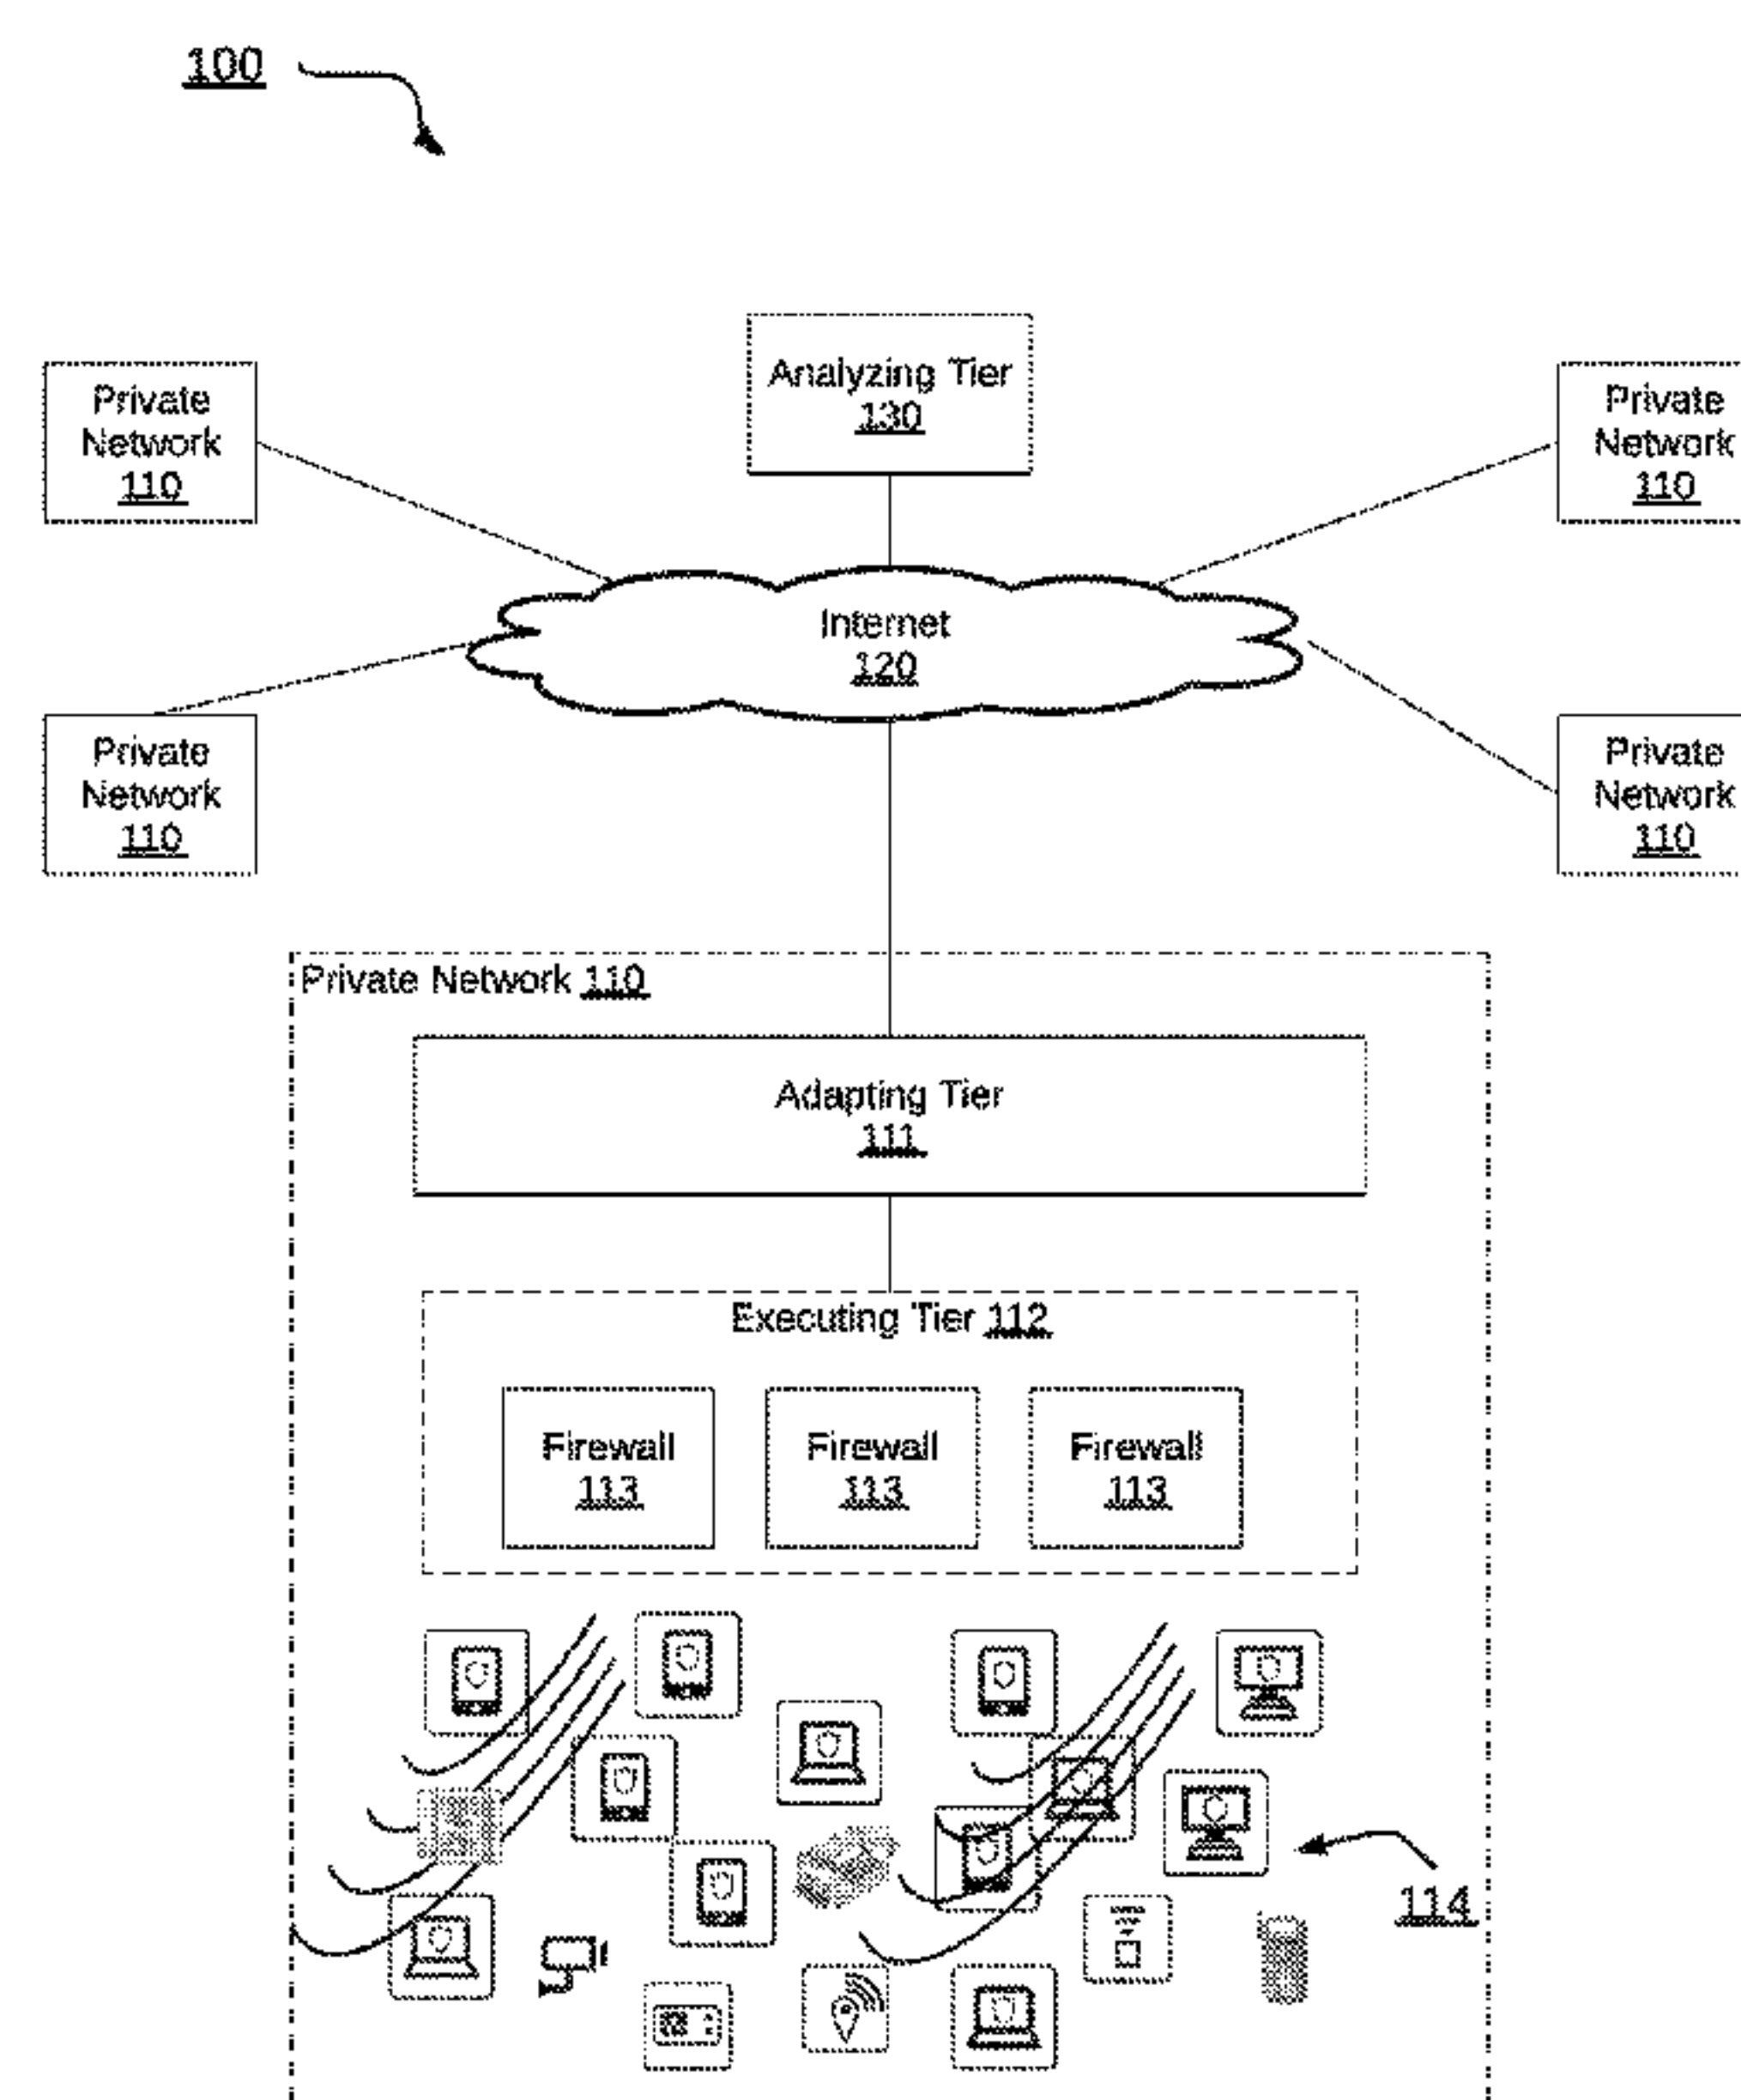 100
Analyzing Tier
130
Private
Network
110
Private
Network
110
Internet
120
Private
Network
110
Private
Network
110
Private Network 110
Adapting Tier
111
Executing Tier 112
Firewall
113
Firewall
113
Firewall
113
114